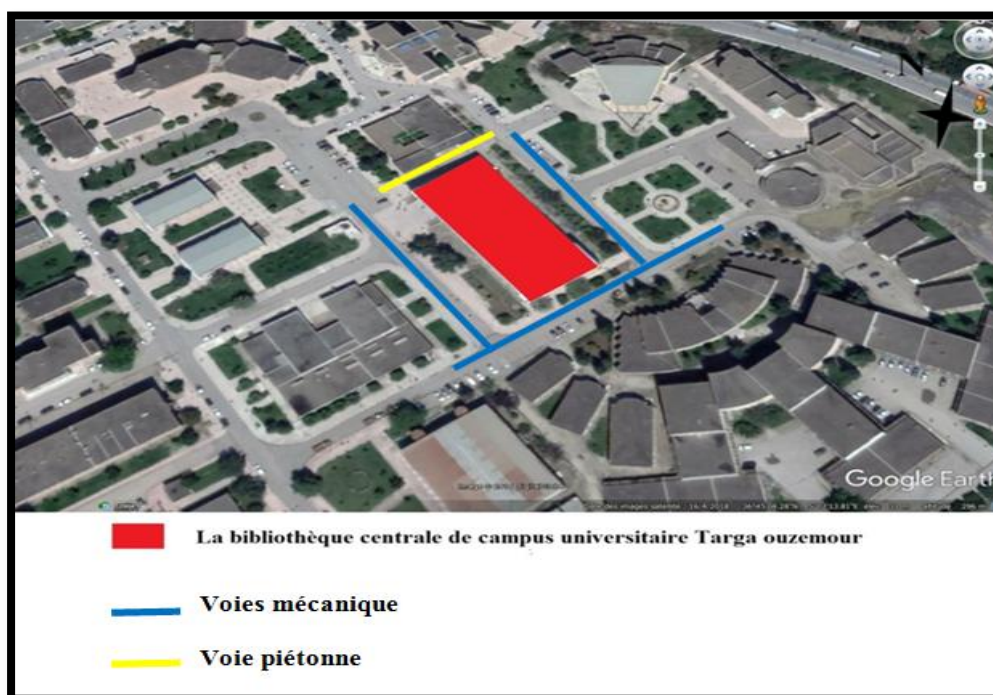 N
Google Earth
La bibliothèque centrale de campus universitaire Targa ouzemour
Voies mécanique
Voie piétonne